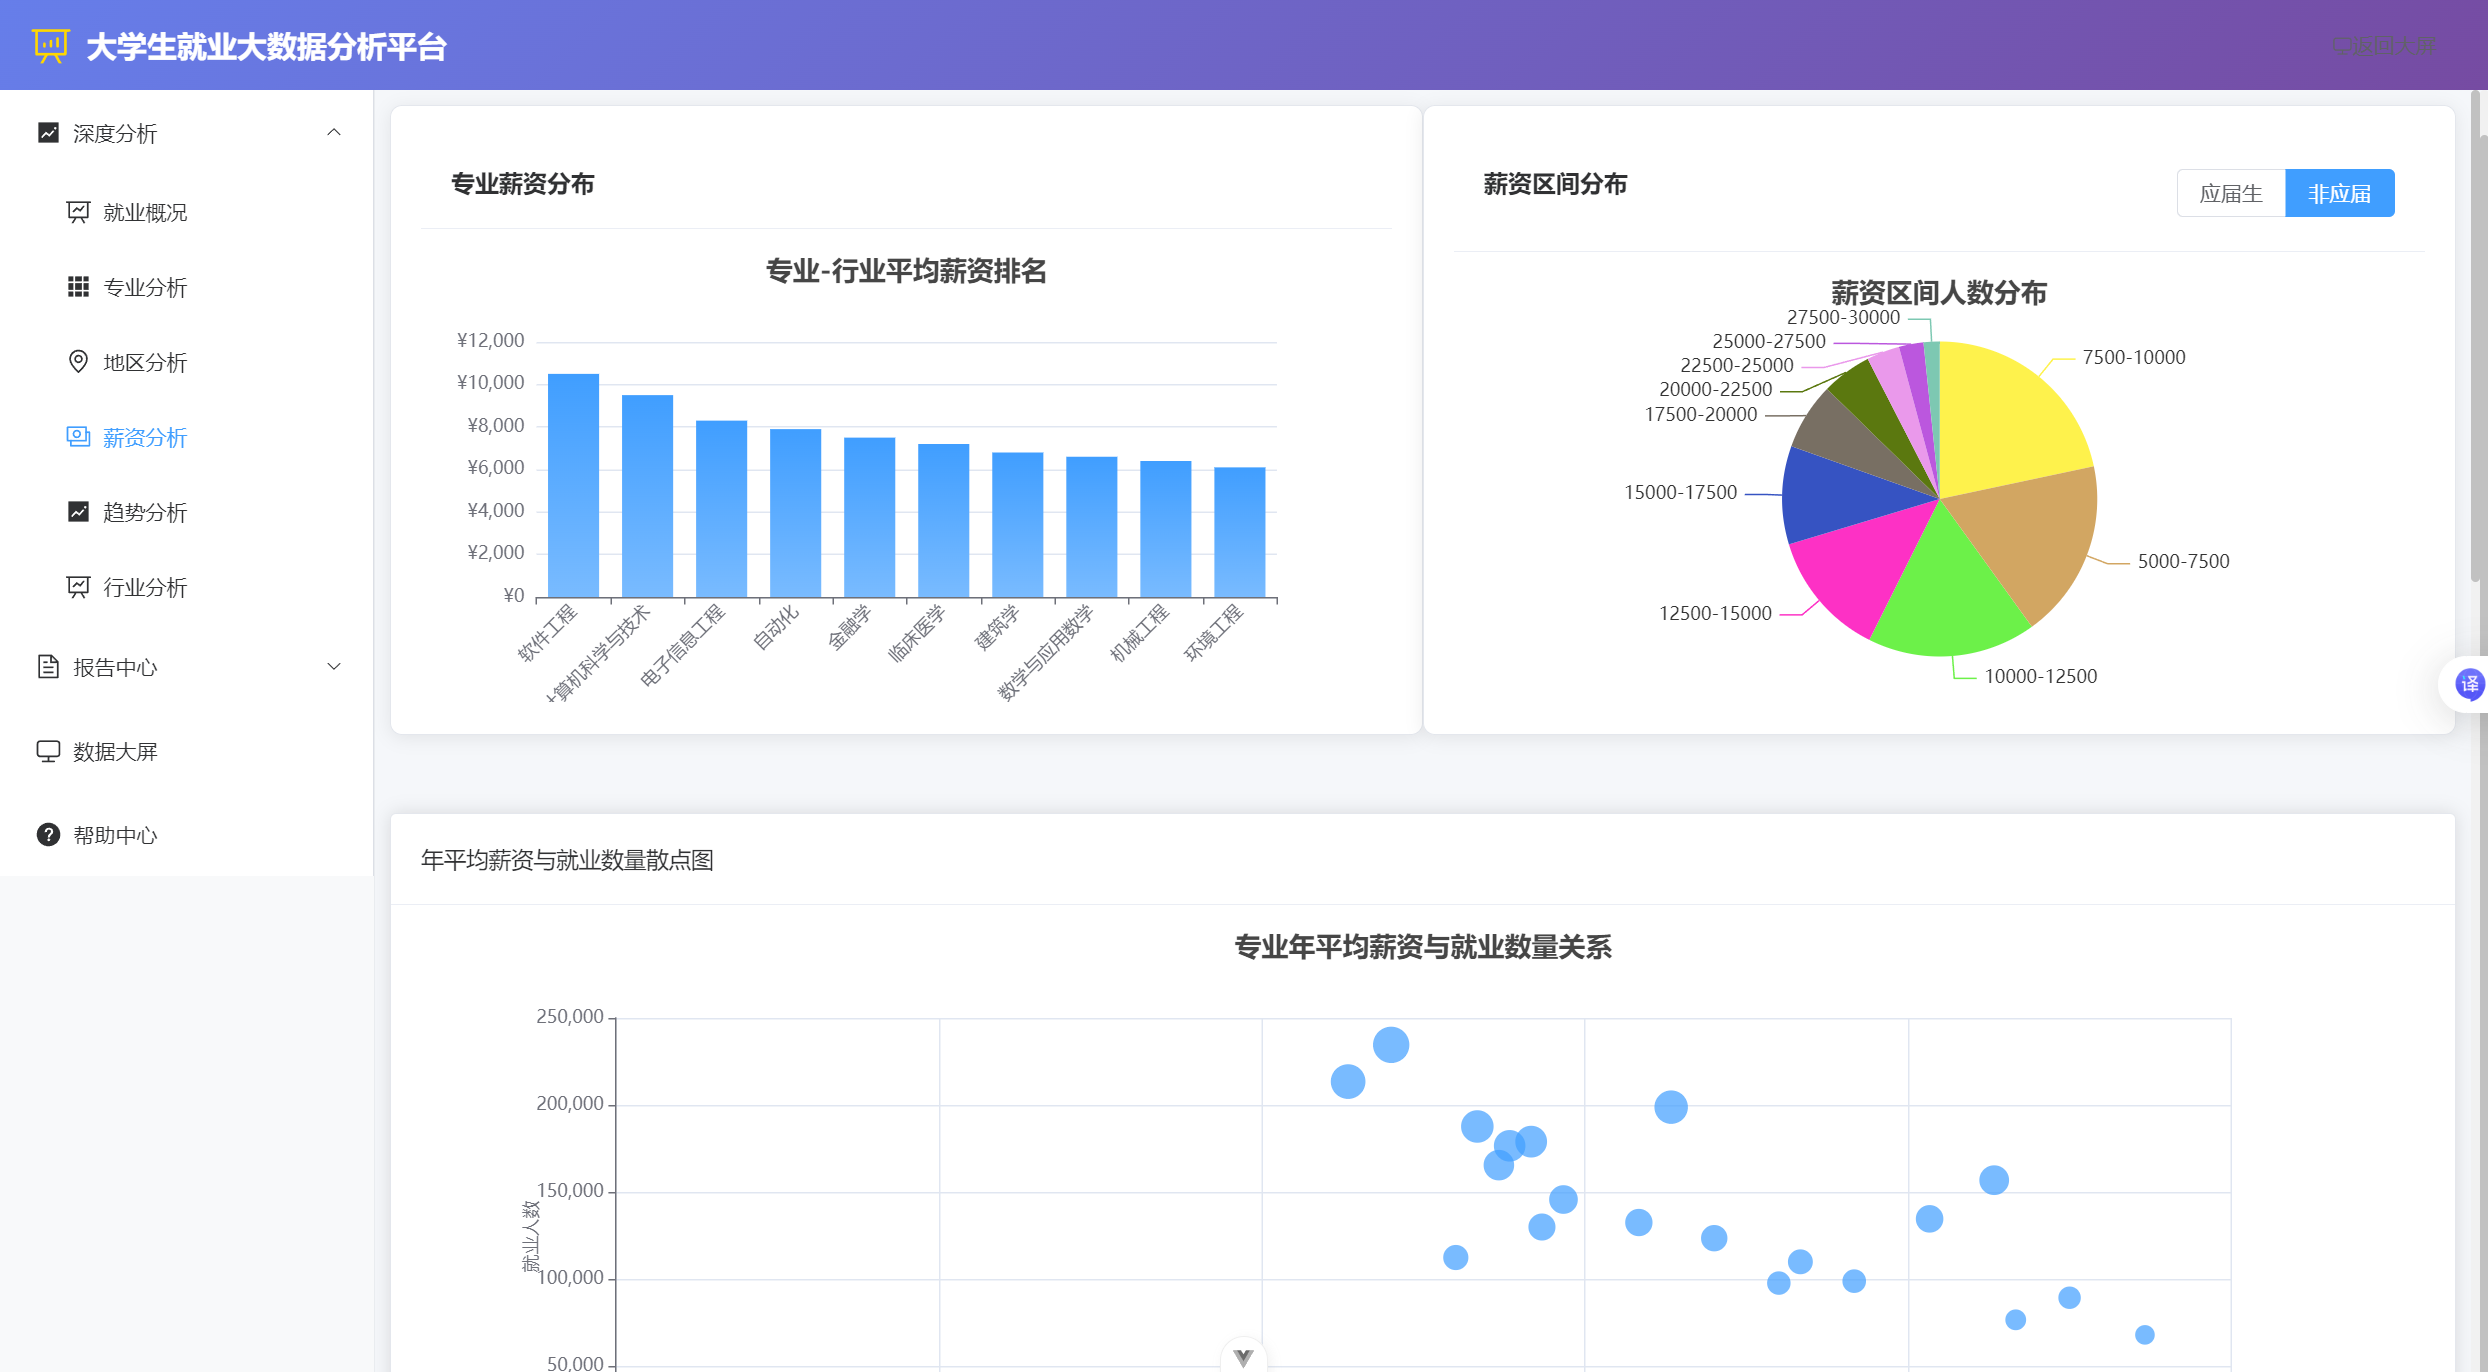 大学生就业大数据分析平台
深度分析
就业概况
专业分析
地区分析
薪资分析
趋势分析
行业分析
报告中心
数据大屏
帮助中心
专业薪资分布
专业-行业平均薪资排名
¥12,000
¥10,000
¥8,000
¥6,000
¥4,000
¥2,000
¥0
软件工程
算机科学与技术
电子信息工程
自动化
金融学
临床医学
建筑学
数学与应用数学
机械工程
环境工程
薪资区间分布
应届生
非应届
薪资区间人数分布
27500-30000
25000-27500
22500-25000
20000-22500
17500-20000
15000-17500
12500-15000
7500-10000
5000-7500
10000-12500
译
年平均薪资与就业数量散点图
专业年平均薪资与就业数量关系
250,000
200,000
150,000
100,000
50,000
就业人数